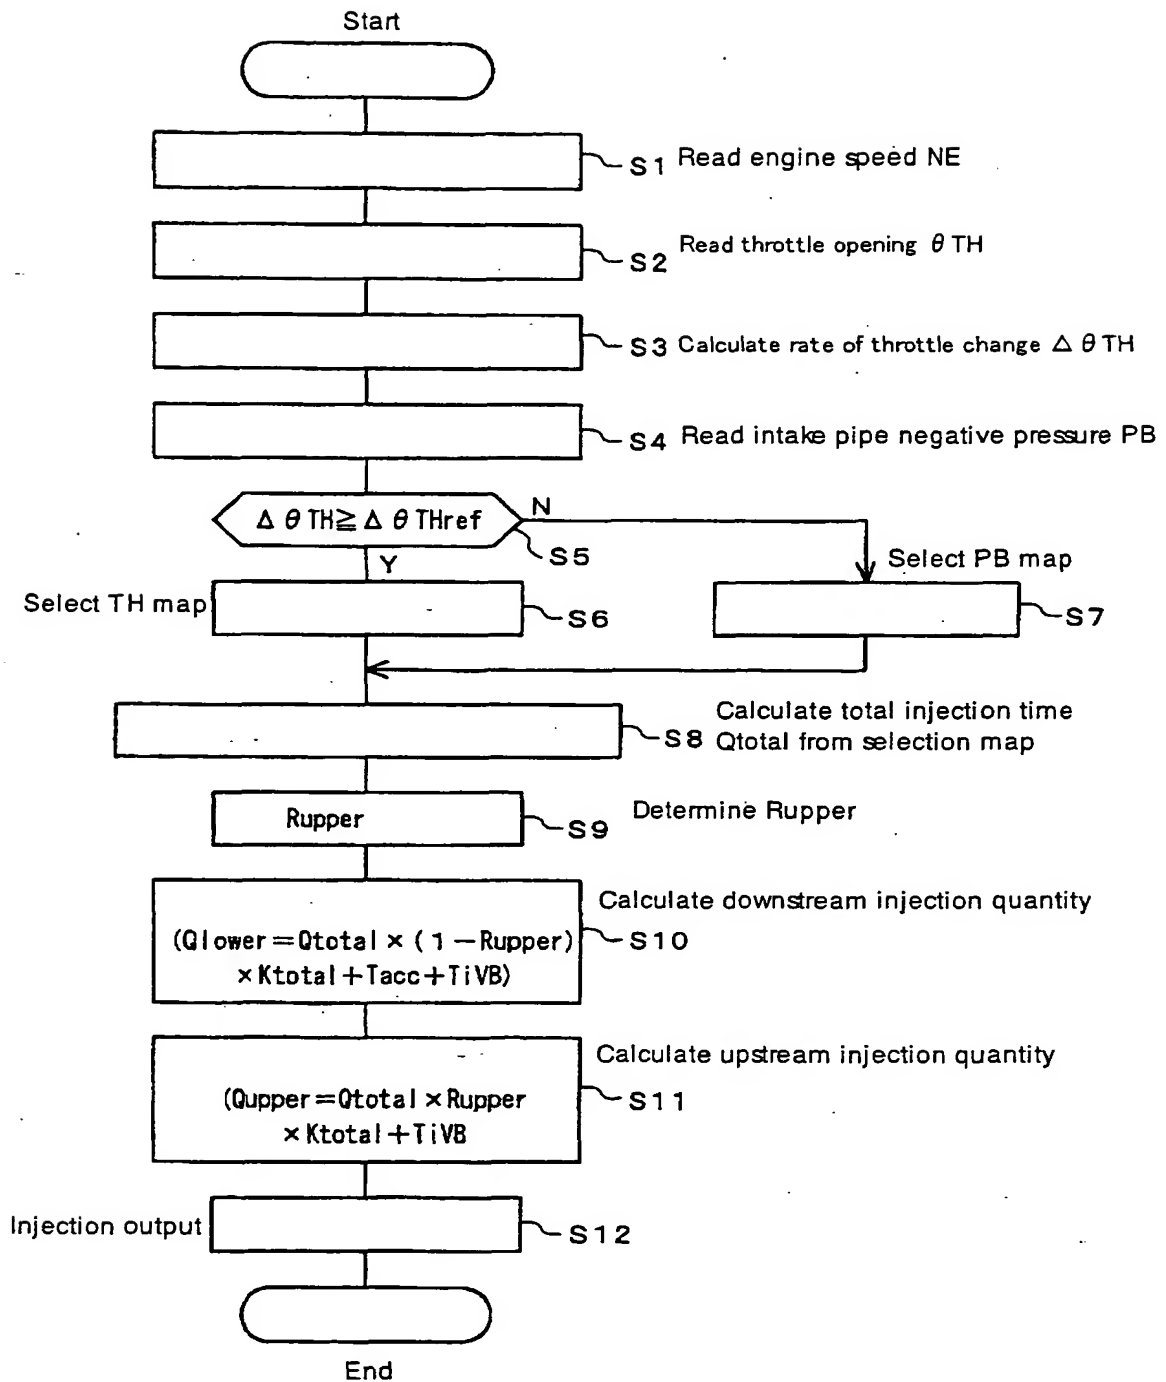 Start
S1 Read engine speed NE
S2 Read throttle opening θTH
S3 Calculate rate of throttle change ΔθTH
S4 Read intake pipe negative pressure PB
ΔθTH≧ΔθTHref
N
S5
Y
Select PB map
Select TH map
S6
S7
Calculate total injection time
S8 Qtotal from selection map
Rupper
S9
Determine Rupper
Calculate downstream injection quantity
(Qlower=Qtotal×(1-Rupper)
×Ktotal+Tacc+TiVB)
S10
Calculate upstream injection quantity
(Qupper=Qtotal×Rupper
×Ktotal+TiVB
S11
Injection output
S12
End